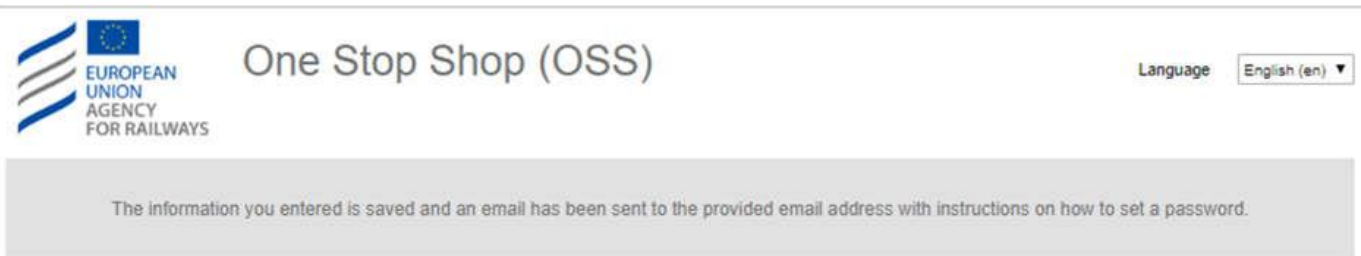 EUROPEAN
UNION
AGENCY
FOR RAILWAYS
One Stop Shop (OSS)
Language
English (en) ▼
The information you entered is saved and an email has been sent to the provided email address with instructions on how to set a password.